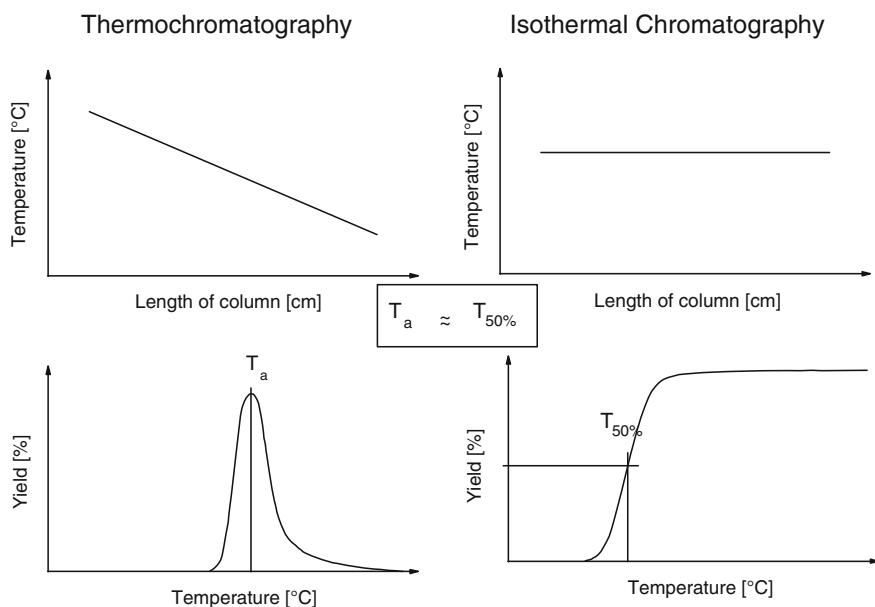 Thermochromatography
Isothermal Chromatography
Temperature [°C]
Length of column [cm]
Temperature [°C]
Length of column [cm]
Ta ≈ T50%
Ta
Yield [%]
Temperature [°C]
T50%
Yield [%]
Temperature [°C]